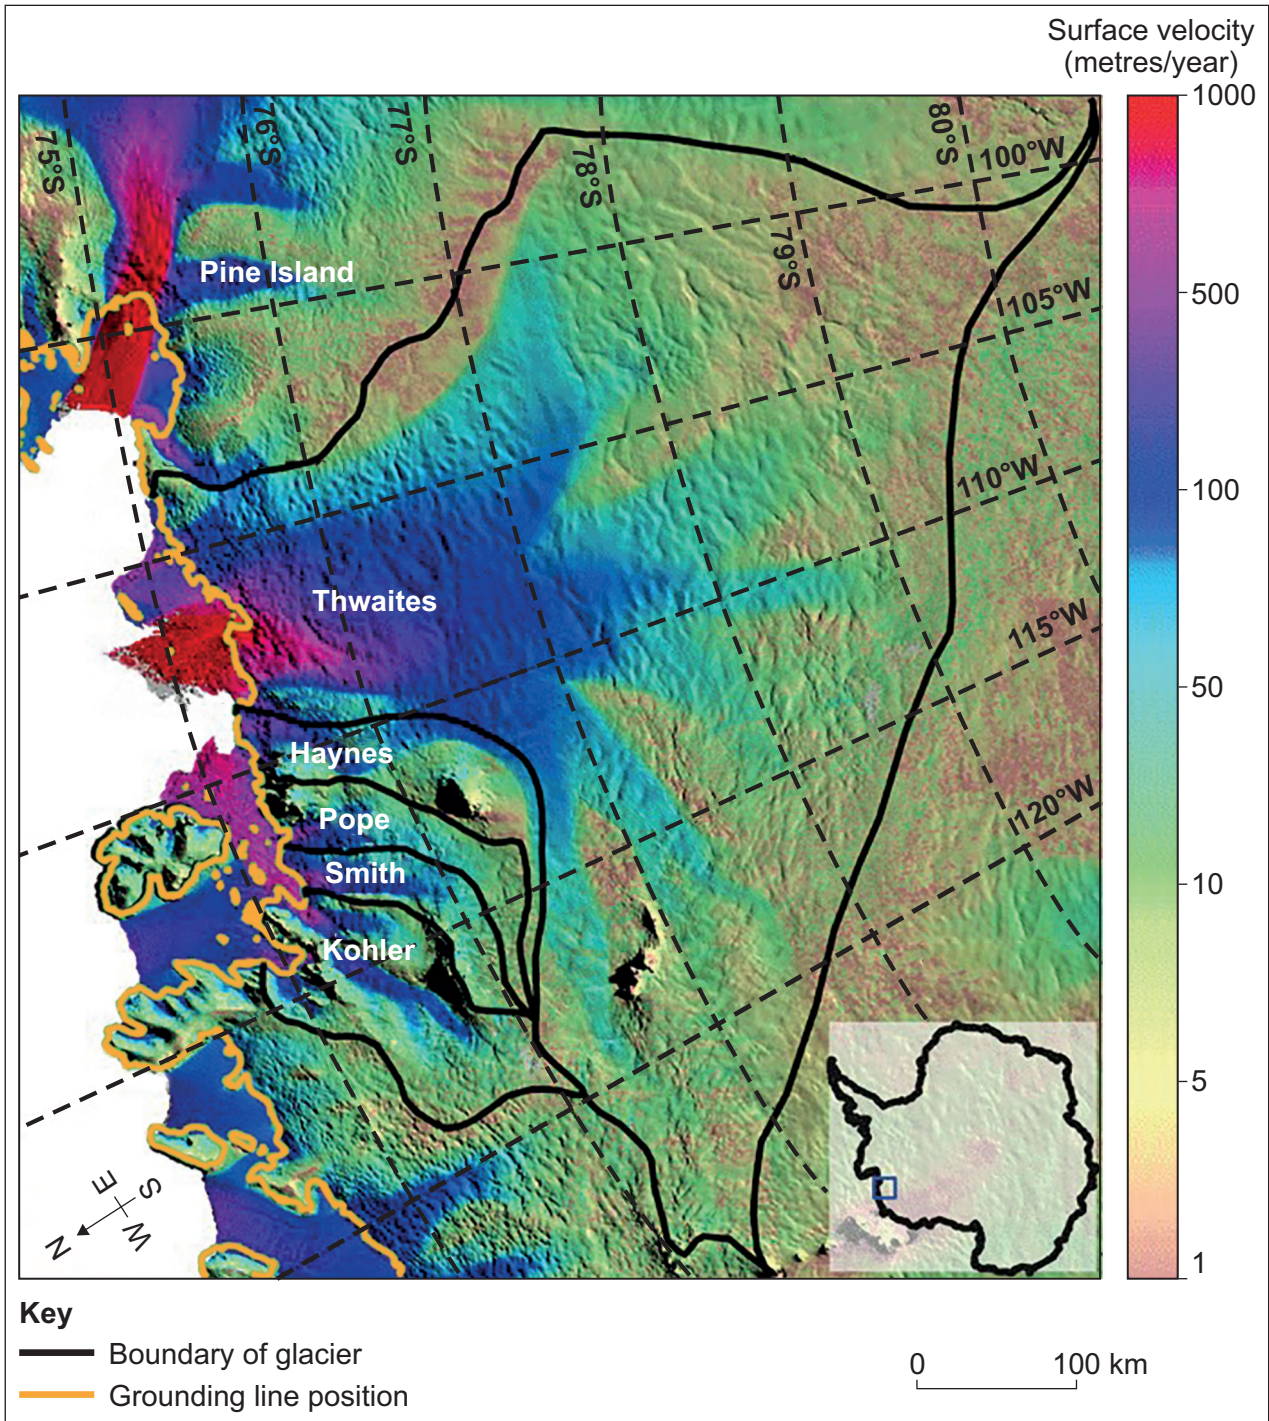 Surface velocity
(metres/year)
1000
500
100
50
10
5
1
75°S
76°S
77°S
78°S
79°S
80°S
100°W
105°W
110°W
115°W
120°W
Pine Island
Thwaites
Haynes
Pope
Smith
Kohler
N
E
S
W
Key
Boundary of glacier
Grounding line position
0 100 km